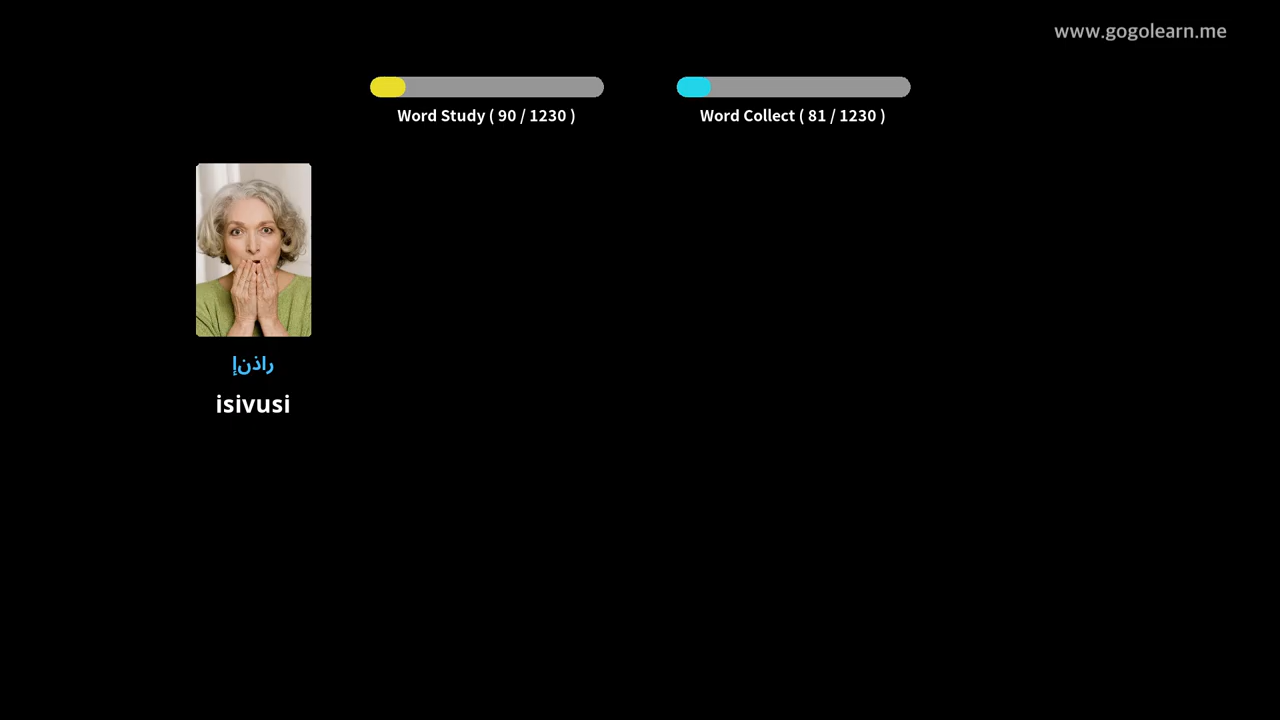 www.gogolearn.me
Word Study ( 90 / 1230 )
Word Collect ( 81 / 1230 )
إنذار
isivusi